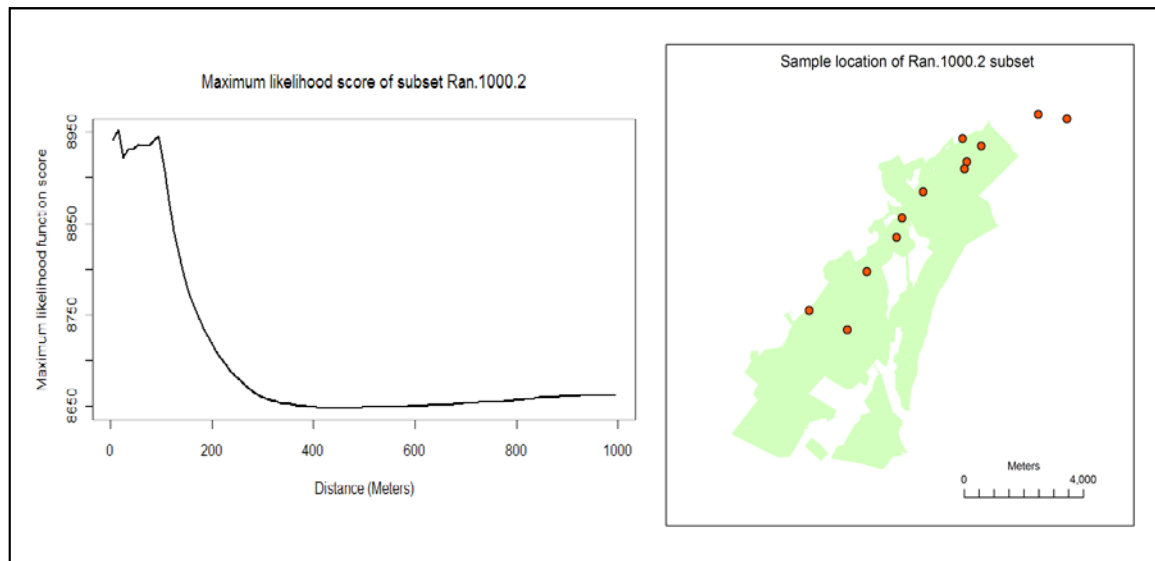 Maximum likelihood score of subset Ran.1000.2
Maximum likelihood function score
8950
8850
8750
8650
0 200 400 600 800 1000
Distance (Meters)
Sample location of Ran.1000.2 subset
Meters
0 4,000